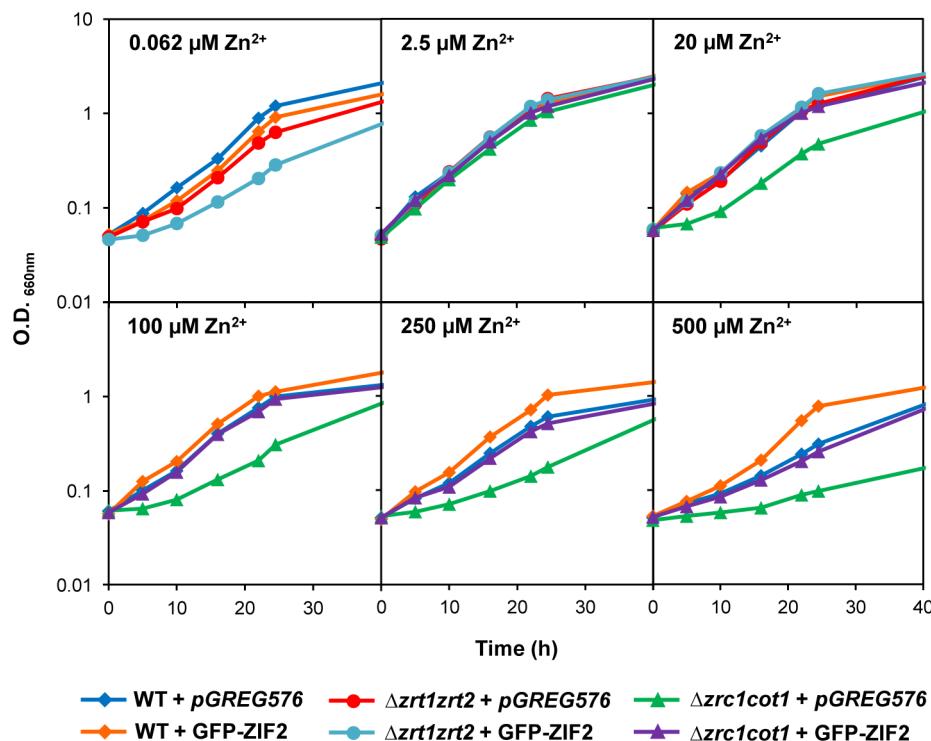 10
1
0.1
0.01
1
0.1
0.01
O.D. 660nm
0.062 µM Zn²⁺
2.5 µM Zn²⁺
20 µM Zn²⁺
100 µM Zn²⁺
250 µM Zn²⁺
500 µM Zn²⁺
0 10 20 30 0 10 20 30 0 10 20 30 40
Time (h)
WT + pGREG576
Δzrt1zrt2 + pGREG576
Δzrc1cot1 + pGREG576
WT + GFP-ZIF2
Δzrt1zrt2 + GFP-ZIF2
Δzrc1cot1 + GFP-ZIF2